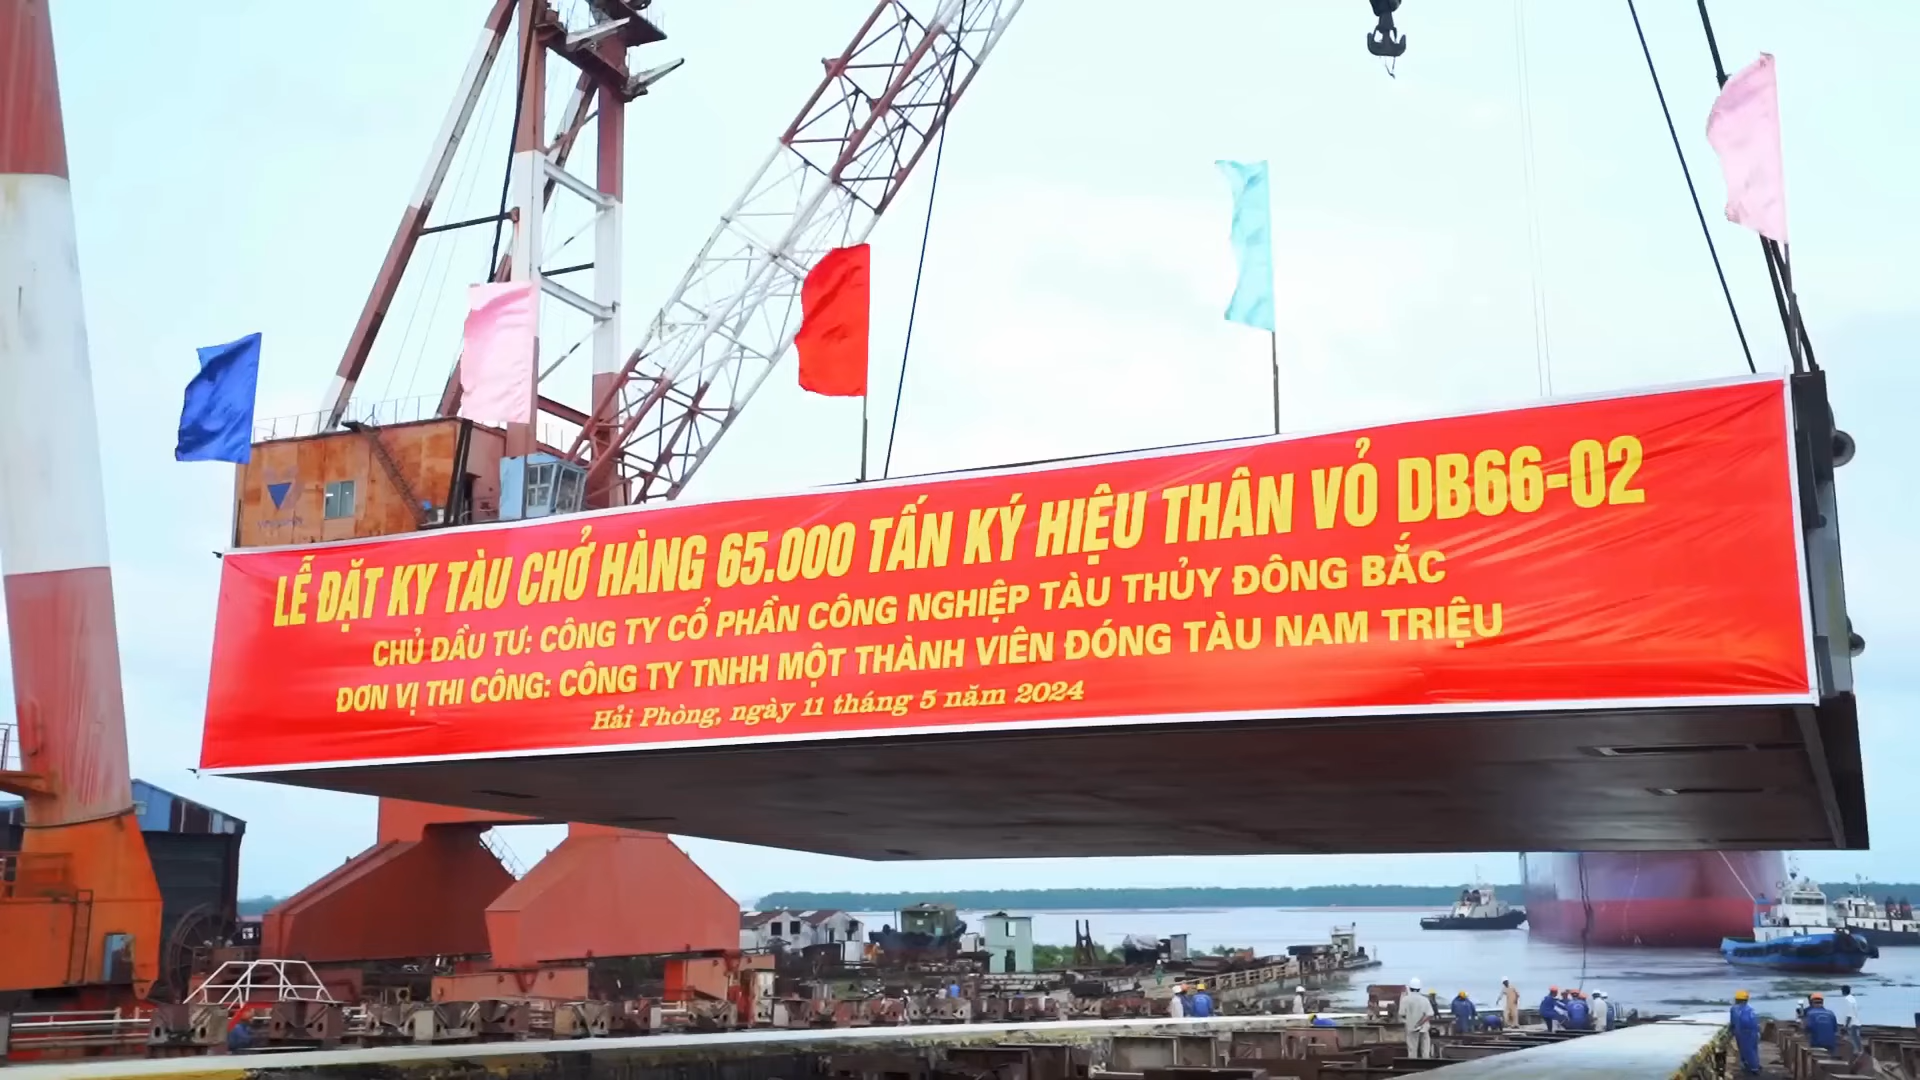 LỄ ĐẶT KY TÀU CHỞ HÀNG 65.000 TẤN KÝ HIỆU THÂN VỎ DB66-02
CHỦ ĐẦU TƯ: CÔNG TY CỔ PHẦN CÔNG NGHIỆP TÀU THỦY ĐÔNG BẮC
ĐƠN VỊ THI CÔNG: CÔNG TY TNHH MỘT THÀNH VIÊN ĐÓNG TÀU NAM TRIỆU
Hải Phòng, ngày 11 tháng 5 năm 2024